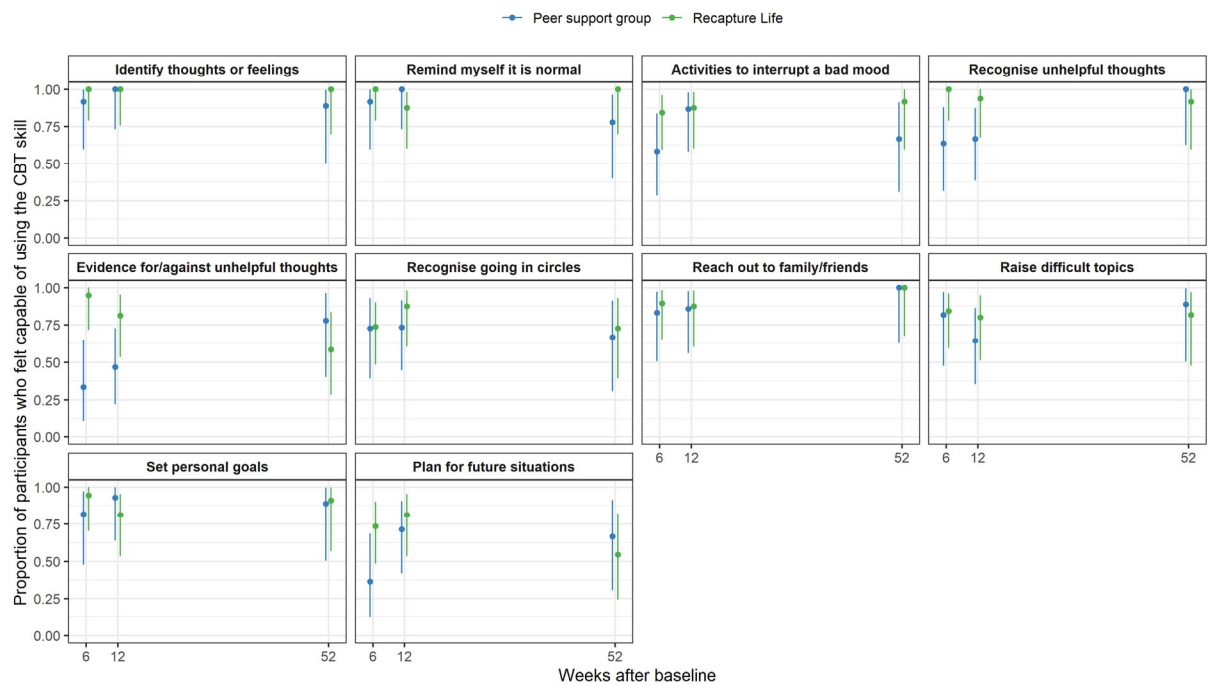 Peer support group Recapture Life
Proportion of participants who felt capable of using the CBT skill
Identify thoughts or feelings Remind myself it is normal Activities to interrupt a bad mood Recognise unhelpful thoughts
1.00
0.75
0.50
0.25
0.00
Evidence for/against unhelpful thoughts Recognise going in circles Reach out to family/friends Raise difficult topics
1.00
0.75
0.50
0.25
0.00
6 12 52 6 12 52
Set personal goals Plan for future situations
1.00
0.75
0.50
0.25
0.00
6 12 52 6 12 52
Weeks after baseline